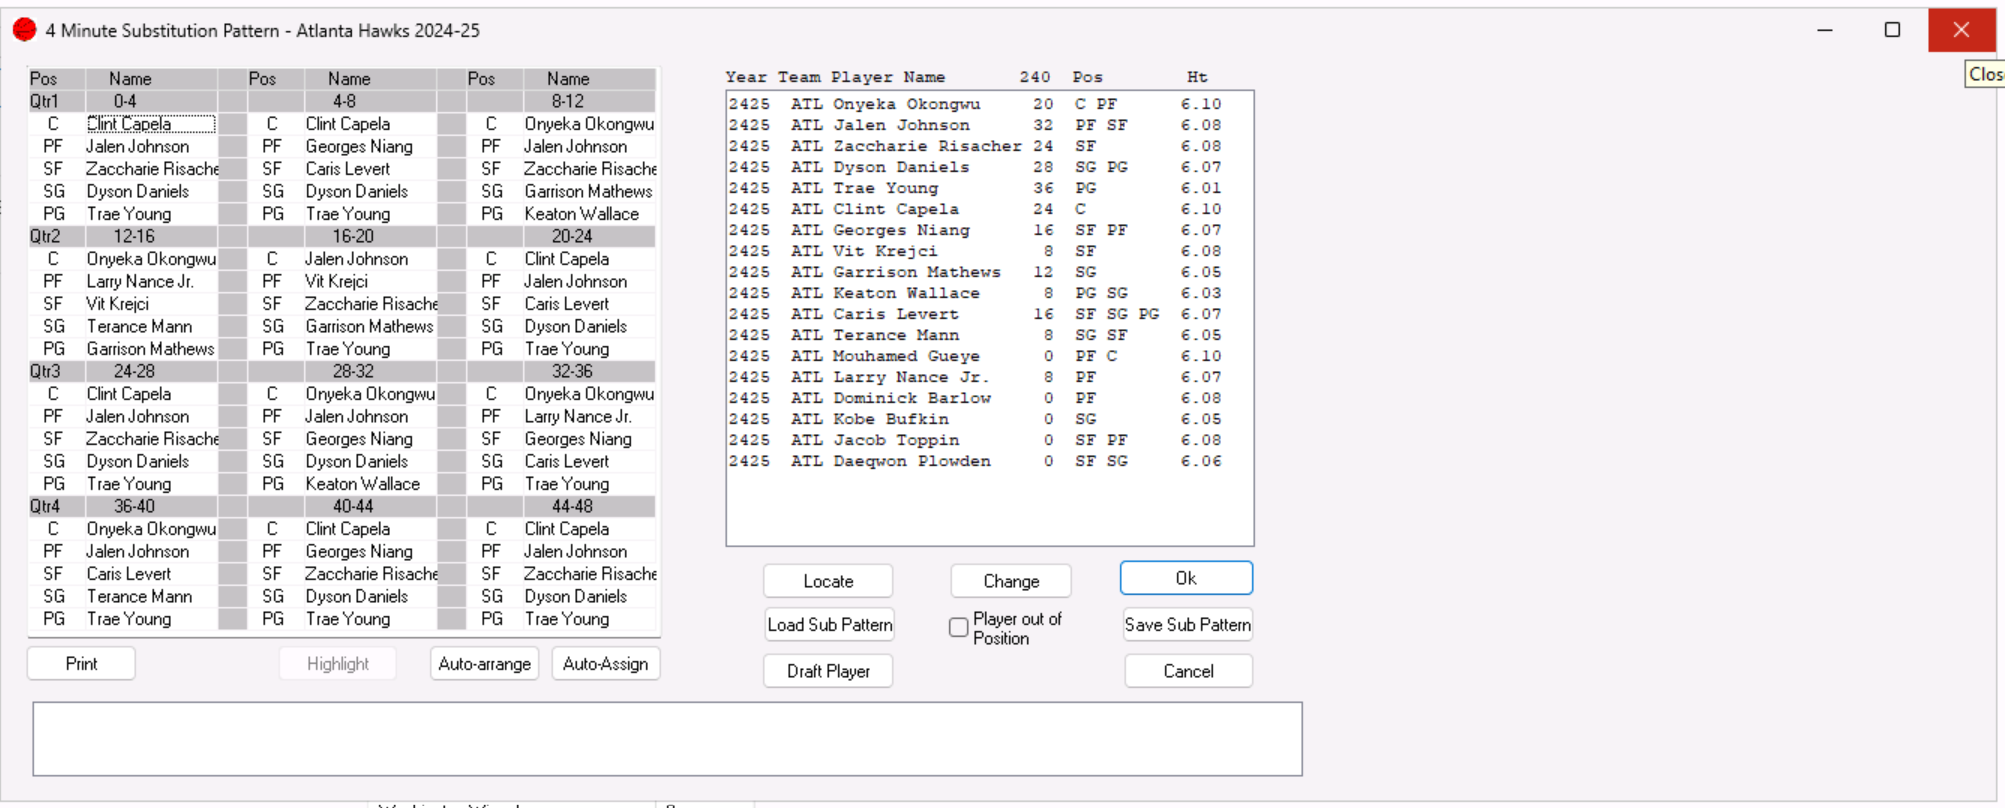 4 Minute Substitution Pattern - Atlanta Hawks 2024-25
Close
Pos Name Pos Name Pos Name
Qtr1 0-4 4-8 8-12
C Clint Capela C Clint Capela C Onyeka Okongwu
PF Jalen Johnson PF Georges Niang PF Jalen Johnson
SF Zaccharie Risache SF Caris Levert SF Zaccharie Risache
SG Dyson Daniels SG Dyson Daniels SG Garrison Mathews
PG Trae Young PG Trae Young PG Keaton Wallace
Qtr2 12-16 16-20 20-24
C Onyeka Okongwu C Jalen Johnson C Clint Capela
PF Larry Nance Jr. PF Vit Krejci PF Jalen Johnson
SF Vit Krejci SF Zaccharie Risache SF Caris Levert
SG Terance Mann SG Garrison Mathews SG Dyson Daniels
PG Garrison Mathews PG Trae Young PG Trae Young
Qtr3 24-28 28-32 32-36
C Clint Capela C Onyeka Okongwu C Onyeka Okongwu
PF Jalen Johnson PF Jalen Johnson PF Larry Nance Jr.
SF Zaccharie Risache SF Georges Niang SF Georges Niang
SG Dyson Daniels SG Dyson Daniels SG Caris Levert
PG Trae Young PG Keaton Wallace PG Trae Young
Qtr4 36-40 40-44 44-48
C Onyeka Okongwu C Clint Capela C Clint Capela
PF Jalen Johnson PF Georges Niang PF Jalen Johnson
SF Caris Levert SF Zaccharie Risache SF Zaccharie Risache
SG Terance Mann SG Dyson Daniels SG Dyson Daniels
PG Trae Young PG Trae Young PG Trae Young
Print Highlight Auto-arrange Auto-Assign
Year Team Player Name 240 Pos Ht
2425 ATL Onyeka Okongwu 20 C PF 6.10
2425 ATL Jalen Johnson 32 PF SF 6.08
2425 ATL Zaccharie Risacher 24 SF 6.08
2425 ATL Dyson Daniels 28 SG PG 6.07
2425 ATL Trae Young 36 PG 6.01
2425 ATL Clint Capela 24 C 6.10
2425 ATL Georges Niang 16 SF PF 6.07
2425 ATL Vit Krejci 8 SF 6.08
2425 ATL Garrison Mathews 12 SG 6.05
2425 ATL Keaton Wallace 8 PG SG 6.03
2425 ATL Caris Levert 16 SF SG PG 6.07
2425 ATL Terance Mann 8 SG SF 6.05
2425 ATL Mouhamed Gueye 0 PF C 6.10
2425 ATL Larry Nance Jr. 8 PF 6.07
2425 ATL Dominick Barlow 0 PF 6.08
2425 ATL Kobe Bufkin 0 SG 6.05
2425 ATL Jacob Toppin 0 SF PF 6.08
2425 ATL Daeqwon Plowden 0 SF SG 6.06
Locate Change Ok
Load Sub Pattern Player out of Position Save Sub Pattern
Draft Player Cancel